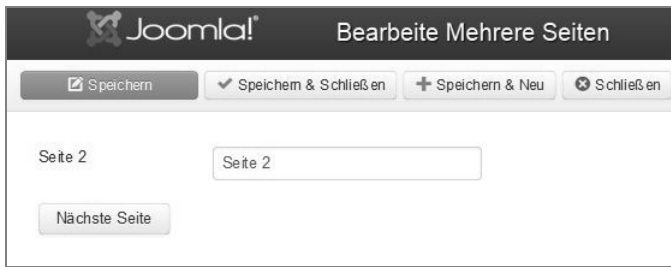 Joomla!® Bearbeite Mehrere Seiten
Speichern Speichern & Schließen Speichern & Neu Schließen
Seite 2 Seite 2
Nächste Seite